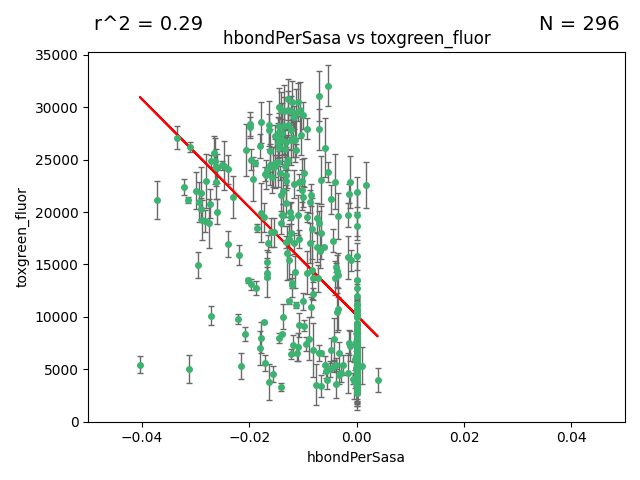 r^2 = 0.29
N = 296
hbondPerSasa vs toxgreen_fluor
35000
30000
25000
20000
15000
10000
5000
0
toxgreen_fluor
−0.04
−0.02
0.00
0.02
0.04
hbondPerSasa